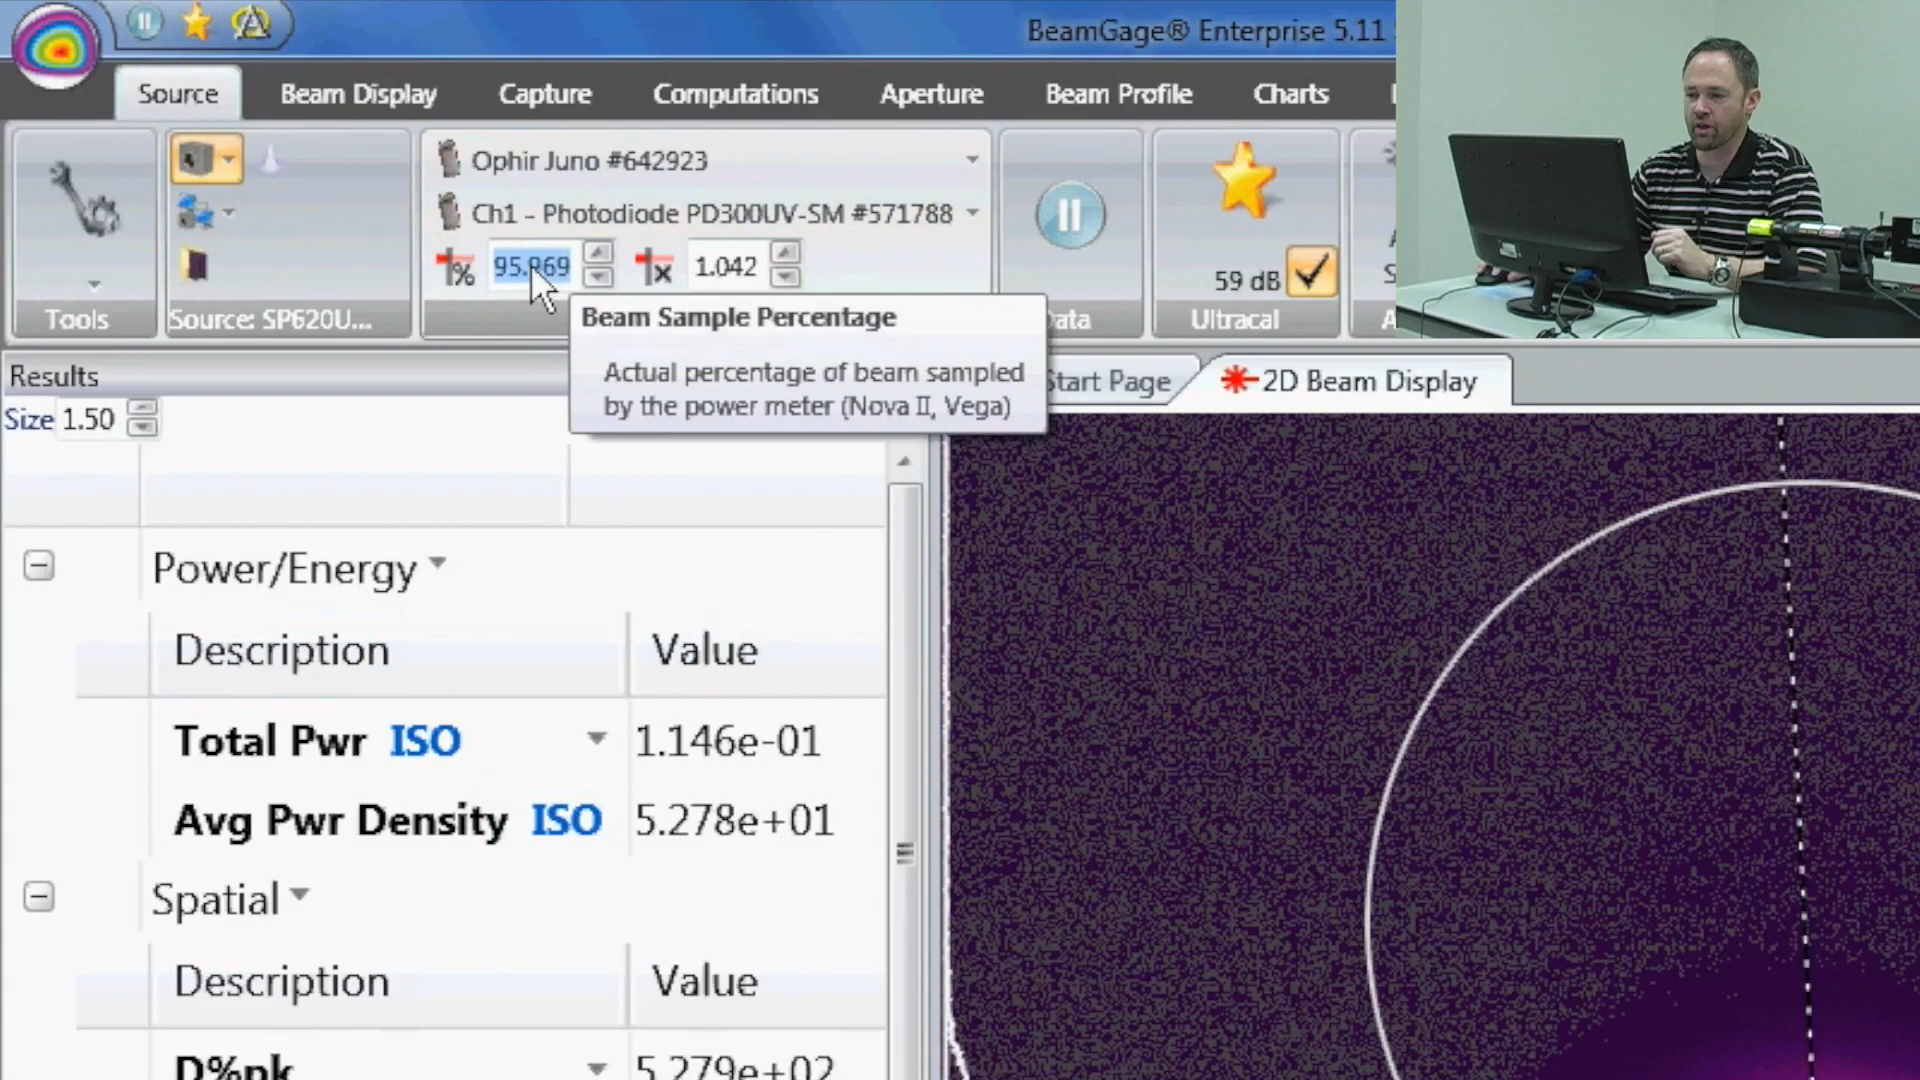 BeamGage® Enterprise 5.11
Source Beam Display Capture Computations Aperture Beam Profile Charts
Ophir Juno #642923
Ch1 - Photodiode PD300UV-SM #571788
% 95.969 x 1.042
59 dB
Tools Source: SP620U... Ultracal
Beam Sample Percentage
Actual percentage of beam sampled
by the power meter (Nova II, Vega)
Results
Start Page 2D Beam Display
Size 1.50
Power/Energy
Description Value
Total Pwr ISO 1.146e-01
Avg Pwr Density ISO 5.278e+01
Spatial
Description Value
D%pk 5.279e+02